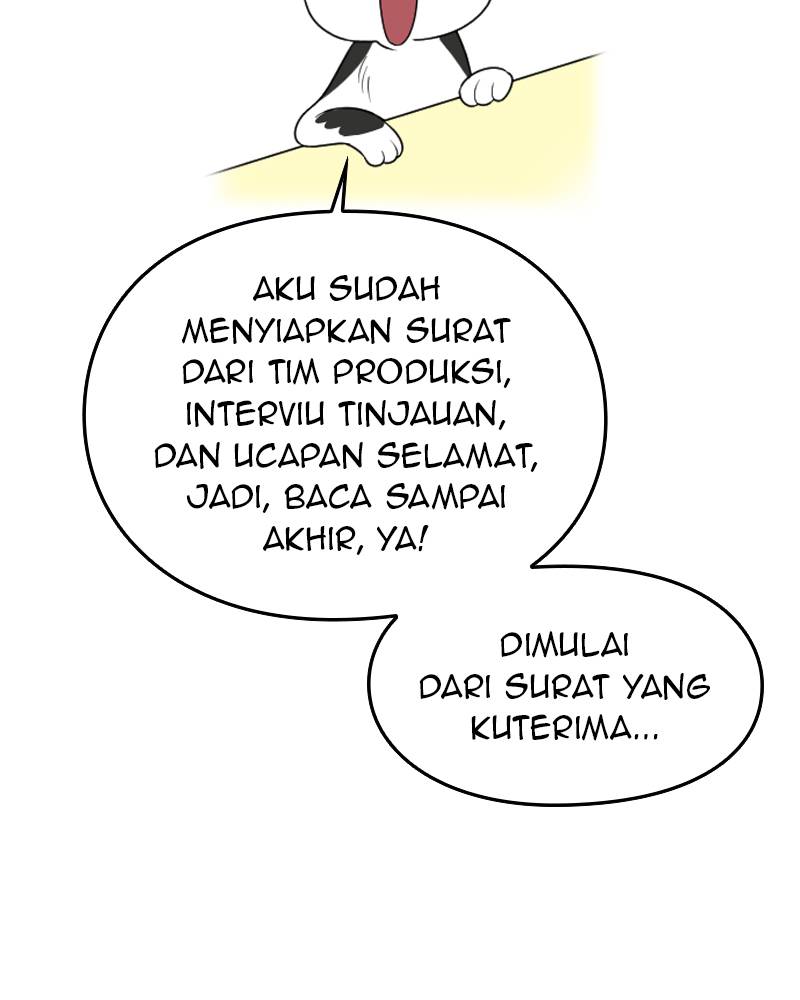 AKU SUDAH
MENYIAPKAN SURAT
DARI TIM PRODUKSI,
INTERVIU TINJAUAN,
DAN UCAPAN SELAMAT,
JADI, BACA SAMPAI
AKHIR, YA!
DIMULAI
DARI SURAT YANG
KUTERIMA...